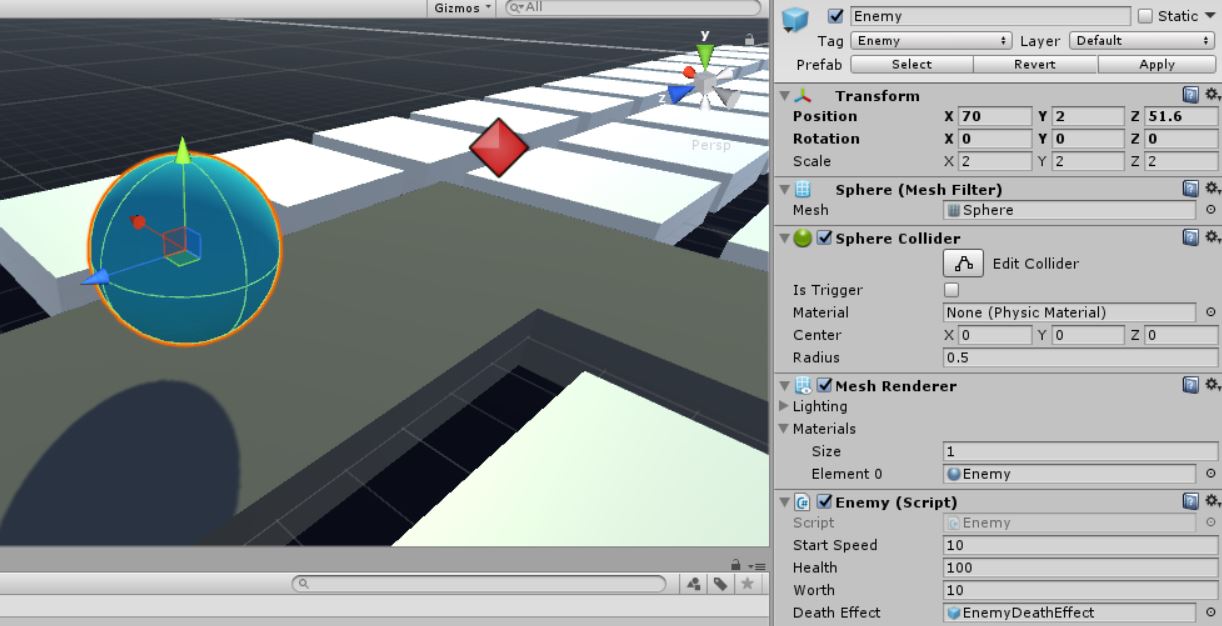 Gizmos All
y
z
Persp
Enemy Static
Tag Enemy Layer Default
Prefab Select Revert Apply
Transform
Position X 70 Y 2 Z 51.6
Rotation X 0 Y 0 Z 0
Scale X 2 Y 2 Z 2
Sphere (Mesh Filter)
Mesh Sphere
Sphere Collider
Edit Collider
Is Trigger
Material None (Physic Material)
Center X 0 Y 0 Z 0
Radius 0.5
Mesh Renderer
Lighting
Materials
Size 1
Element 0 Enemy
Enemy (Script)
Script Enemy
Start Speed 10
Health 100
Worth 10
Death Effect EnemyDeathEffect